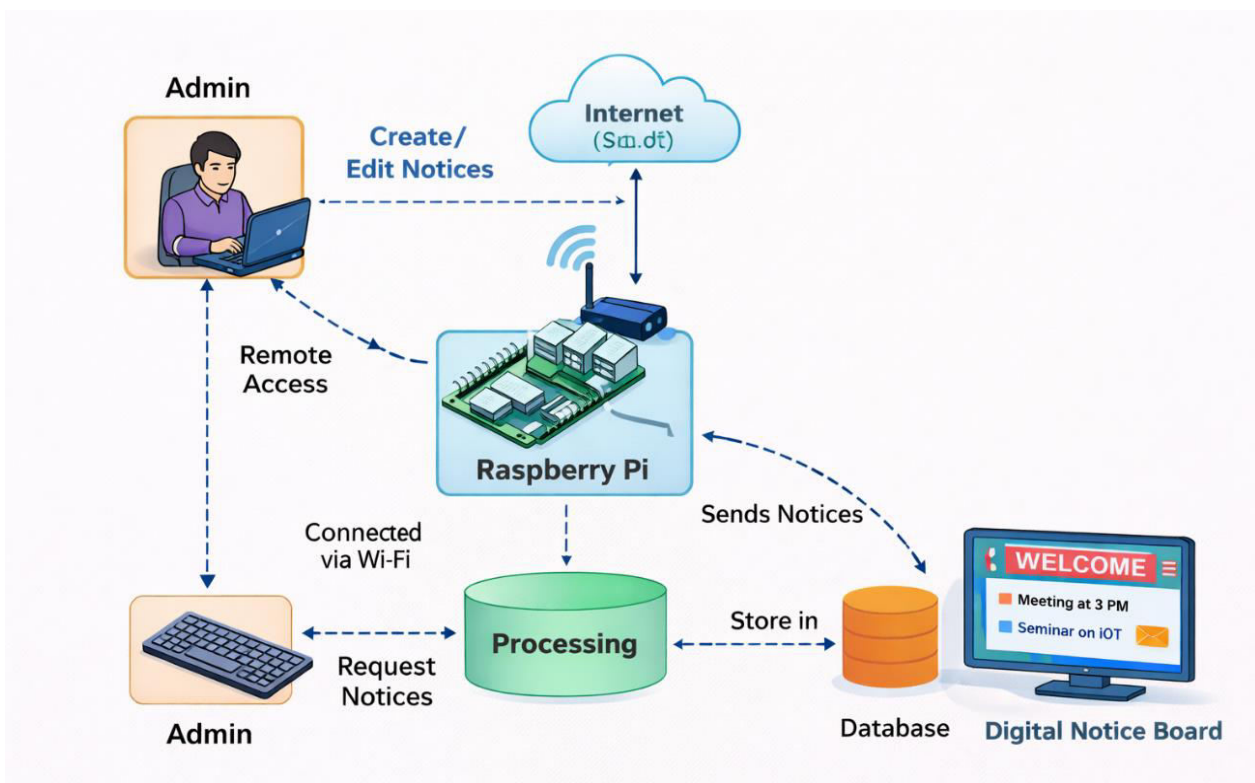 Admin
Create/
Edit Notices
Internet
Remote
Access
Raspberry Pi
Connected
via Wi-Fi
Sends Notices
WELCOME
Meeting at 3 PM
Seminar on iOT
Processing
Store in
Request
Notices
Admin
Database
Digital Notice Board